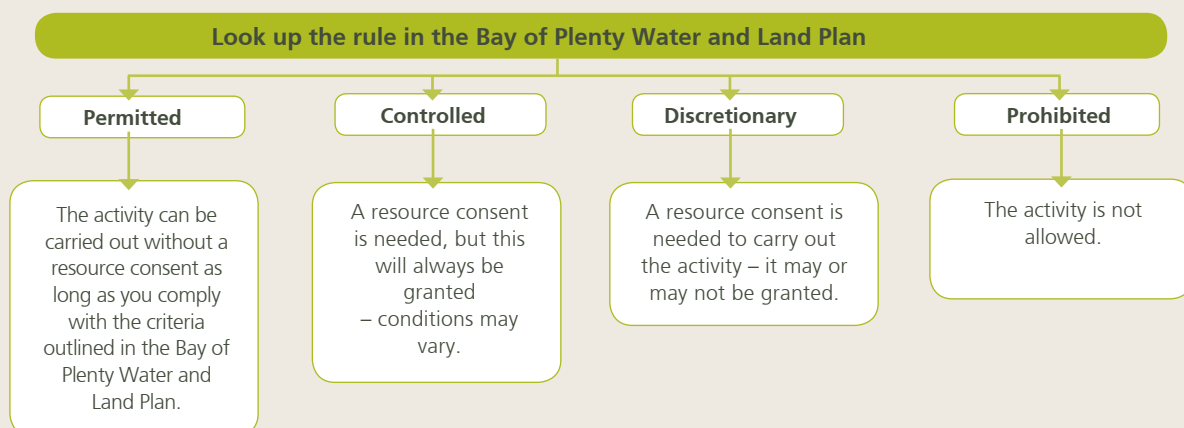 Look up the rule in the Bay of Plenty Water and Land Plan
Permitted
Controlled
Discretionary
Prohibited
The activity can be
carried out without a
resource consent as
long as you comply
with the criteria
outlined in the Bay of
Plenty Water and
Land Plan.
A resource consent
is needed, but this
will always be
granted
– conditions may
vary.
A resource consent is
needed to carry out
the activity – it may or
may not be granted.
The activity is not
allowed.